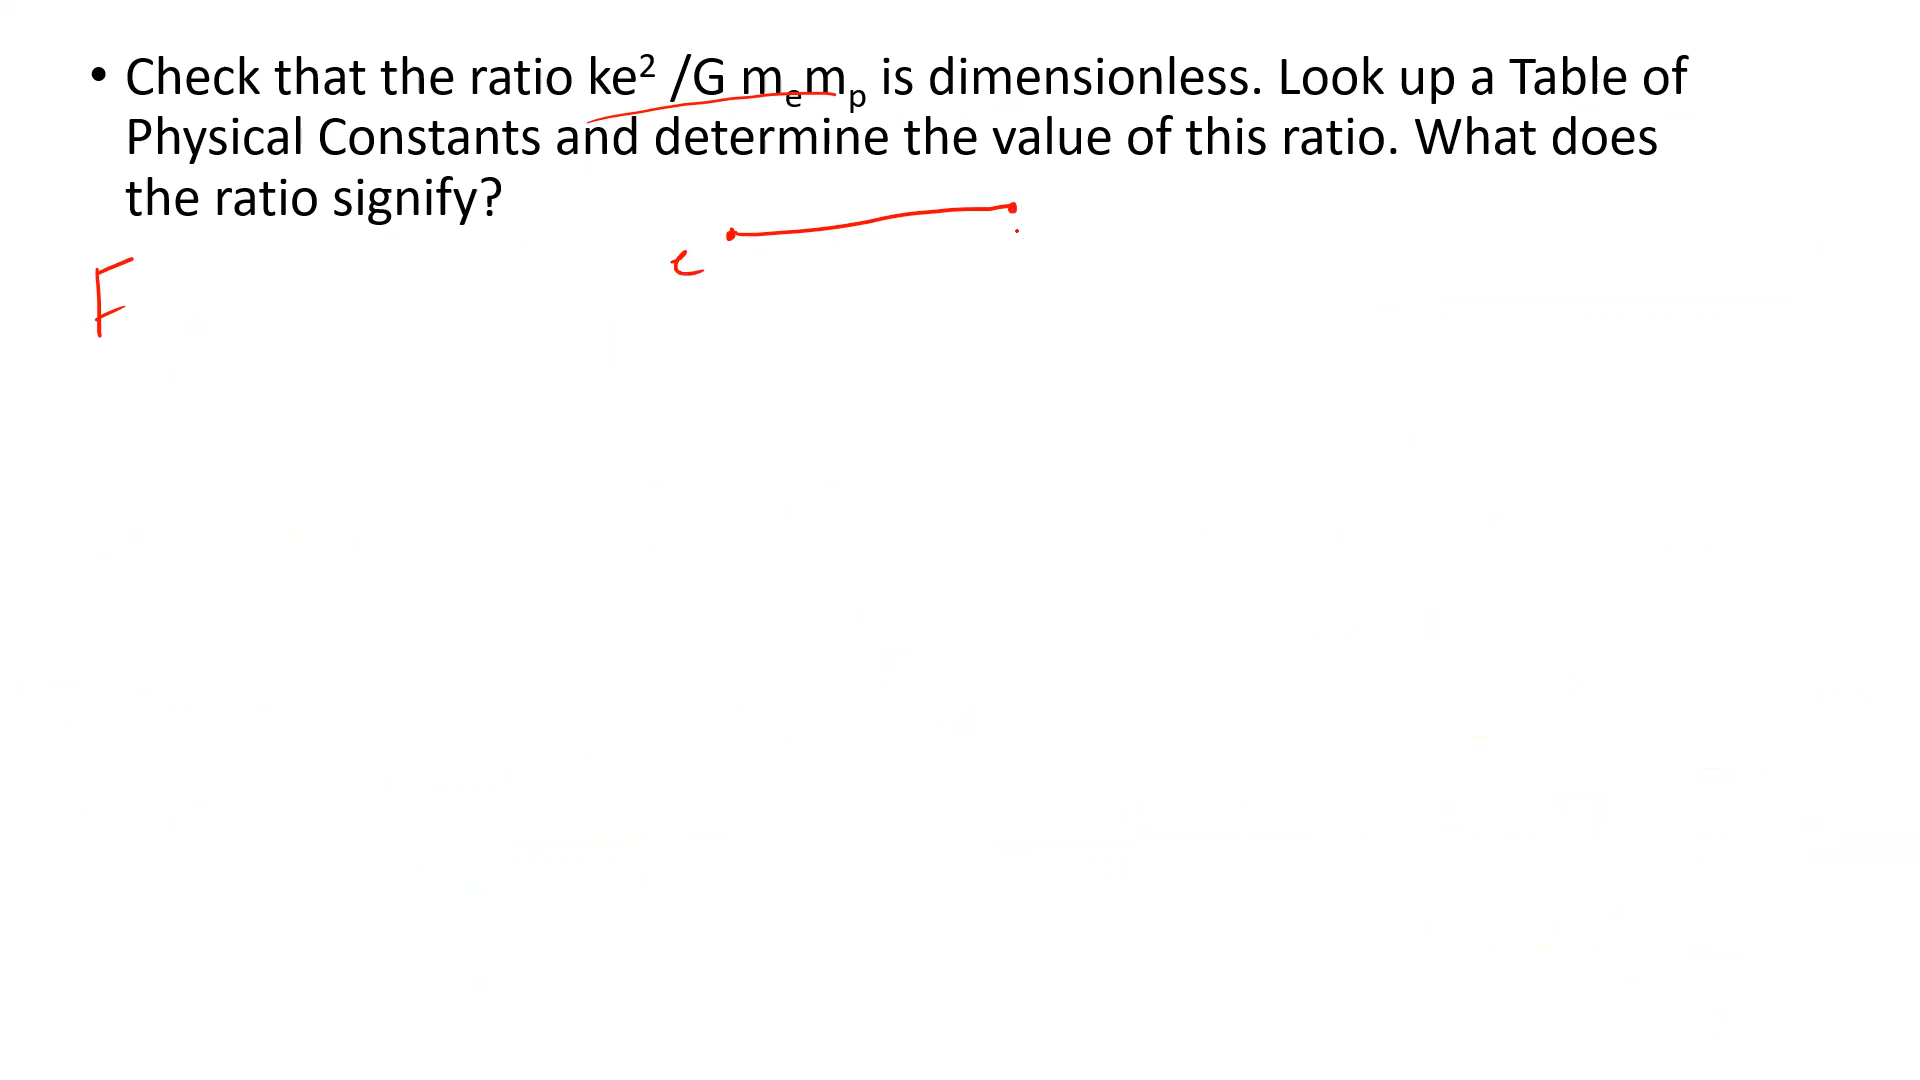 • Check that the ratio ke² /G mₑmₚ is dimensionless. Look up a Table of
Physical Constants and determine the value of this ratio. What does
the ratio signify?
e
F